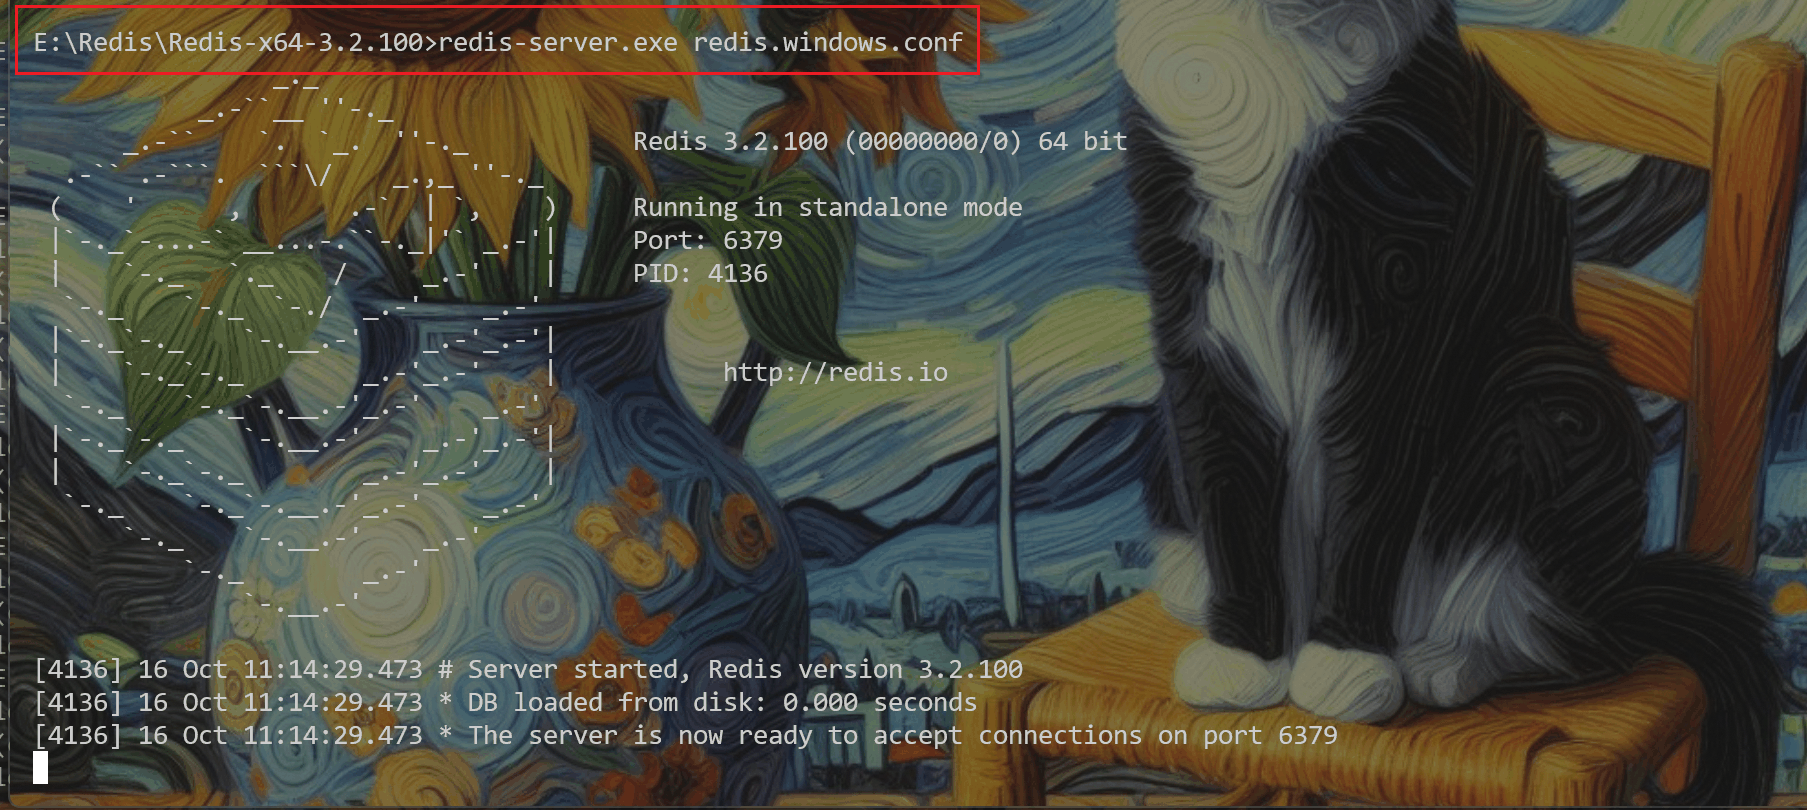 E:\Redis\Redis-x64-3.2.100>redis-server.exe redis.windows.conf
Redis 3.2.100 (00000000/0) 64 bit
Running in standalone mode
Port: 6379
PID: 4136
http://redis.io
[4136] 16 Oct 11:14:29.473 # Server started, Redis version 3.2.100
[4136] 16 Oct 11:14:29.473 * DB loaded from disk: 0.000 seconds
[4136] 16 Oct 11:14:29.473 * The server is now ready to accept connections on port 6379